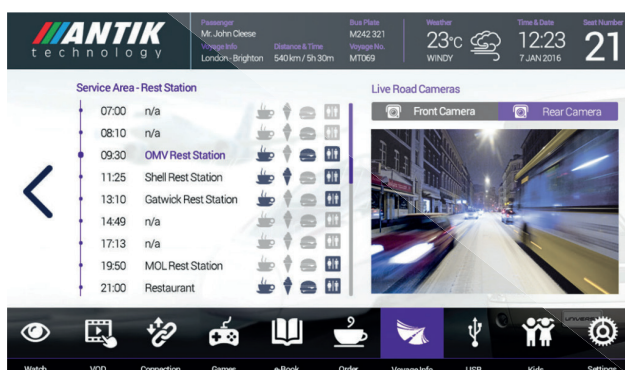 ANTIK
technology
Passenger
Mr. John Cleese
Voyage Info
London - Brighton
Distance & Time
540 km / 5h 30m
Bus Plate
M242 321
Voyage No.
MT069
Weather
23°C
WINDY
Time & Date
12:23
7 JAN 2016
Seat Number
21
Service Area - Rest Station
07:00 n/a
08:10 n/a
09:30 OMV Rest Station
11:25 Shell Rest Station
13:10 Gatwick Rest Station
14:49 n/a
17:13 n/a
19:50 MOL Rest Station
21:00 Restaurant
Live Road Cameras
Front Camera
Rear Camera
Watch
VOD
Connection
Games
e-Book
Order
Voyage Info
USB
Kids
Settings